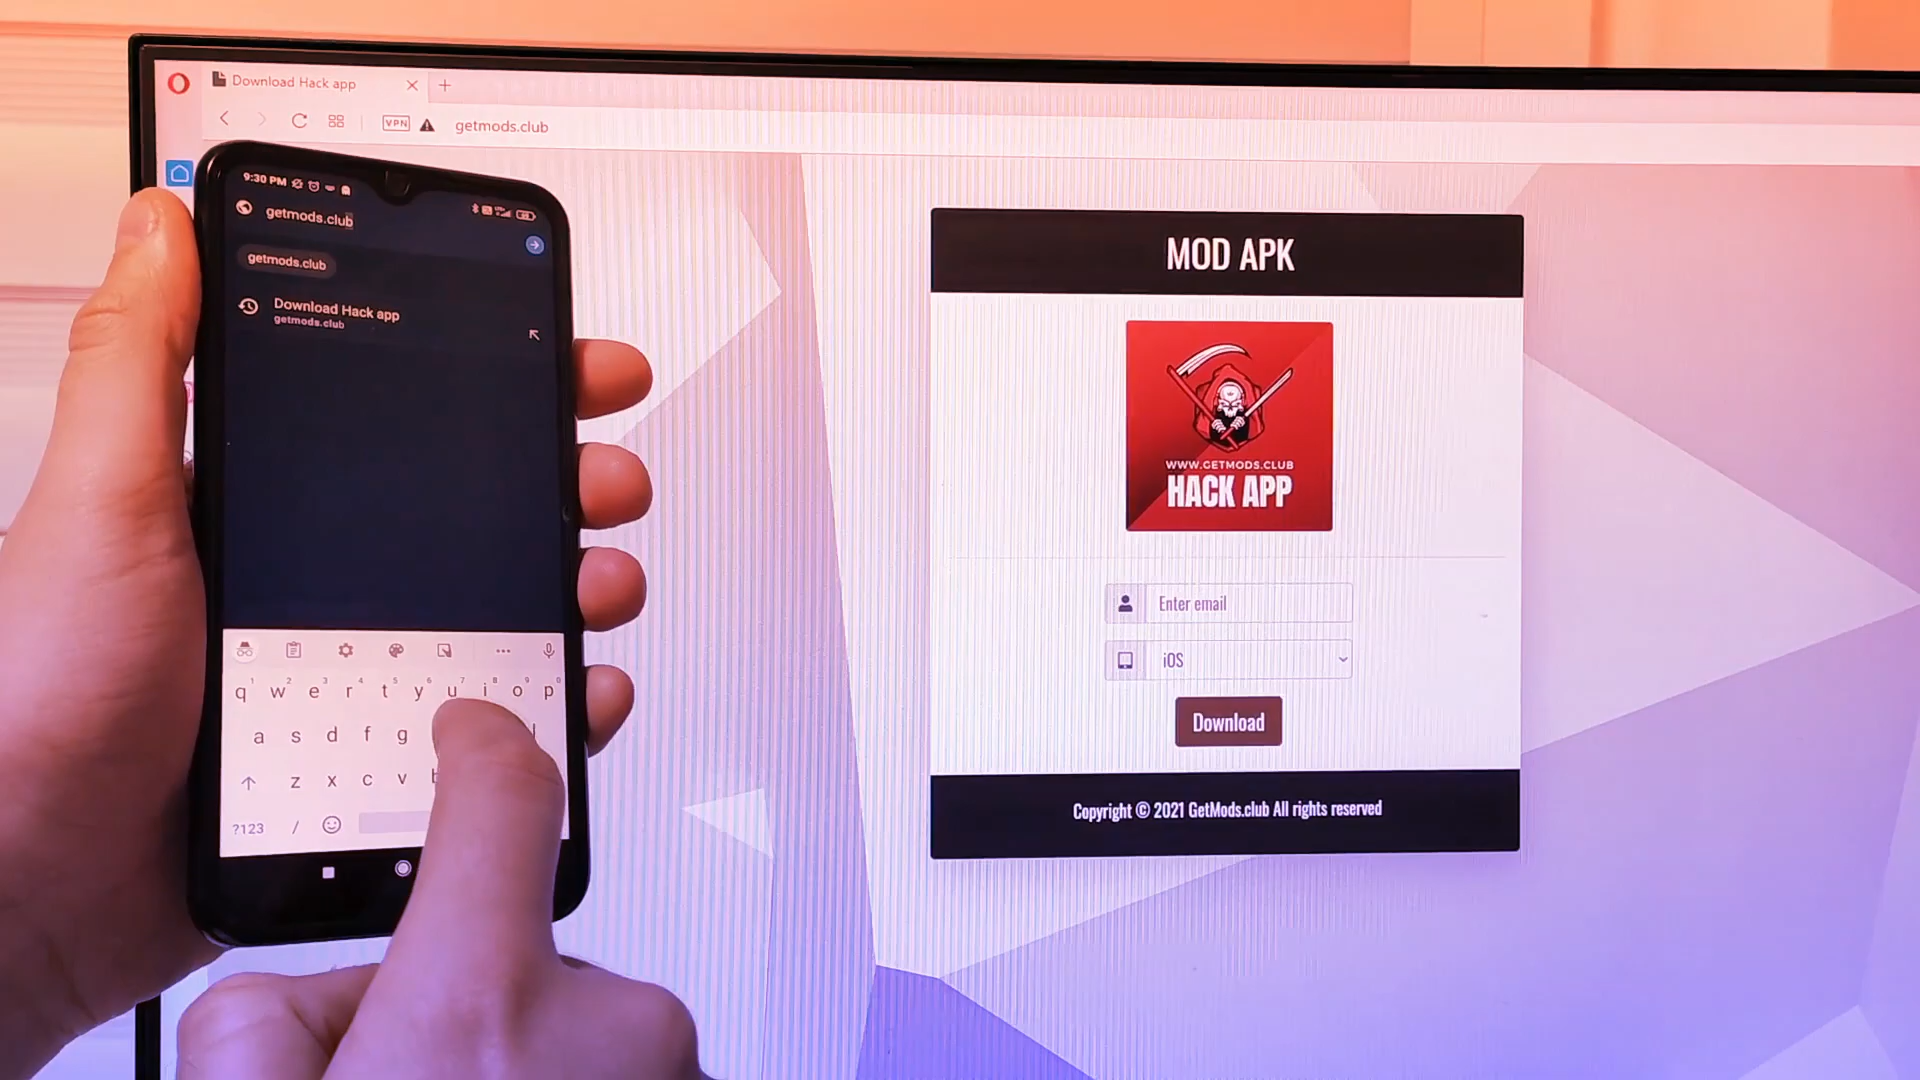 Download Hack app
VPN
getmods.club
9:30 PM
getmods.club
getmods.club
Download Hack app
getmods.club
q w e r t y u i o p
a s d f g
z x c v
?123 /
MOD APK
WWW.GETMODS.CLUB
HACK APP
Enter email
iOS
Download
Copyright © 2021 GetMods.club All rights reserved